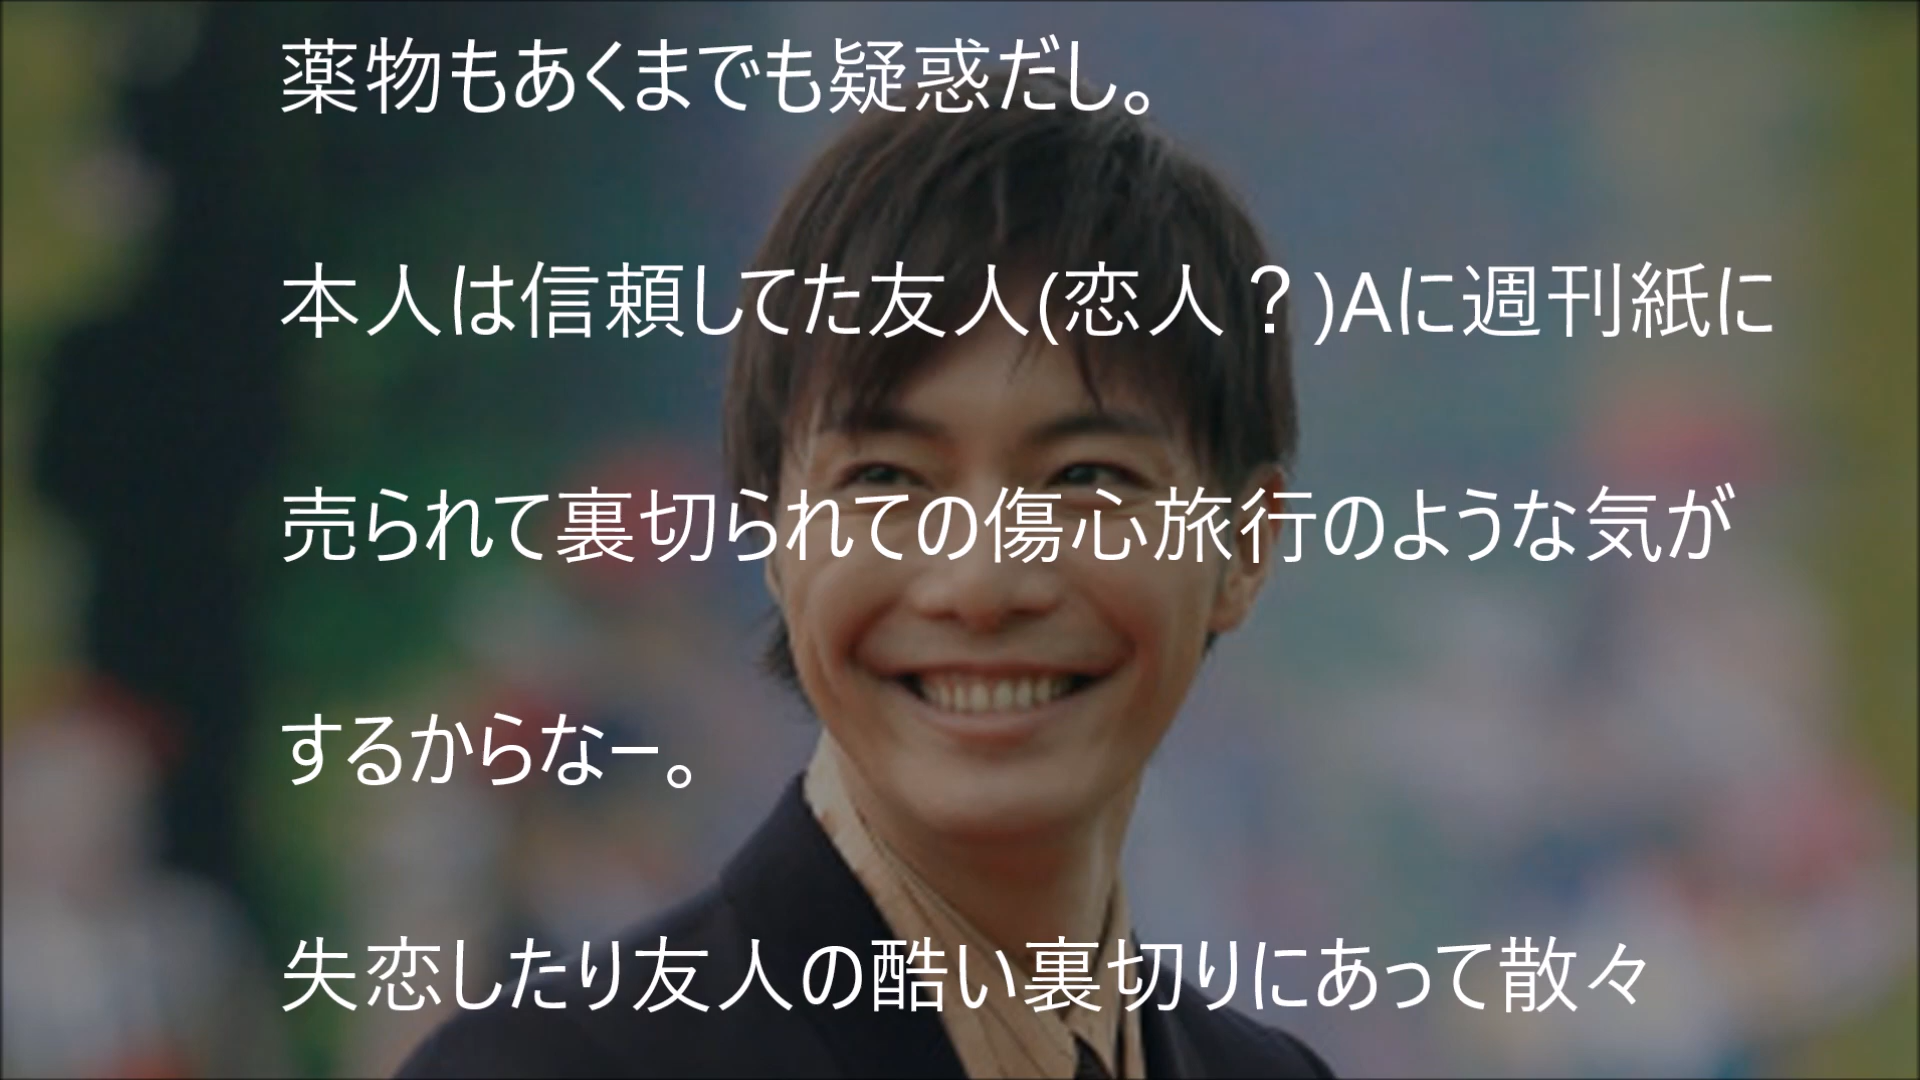 薬物もあくまでも疑惑だし。
本人は信頼してた友人(恋人？)Aに週刊紙に
売られて裏切られての傷心旅行のような気が
するからなー。
失恋したり友人の酷い裏切りにあって散々